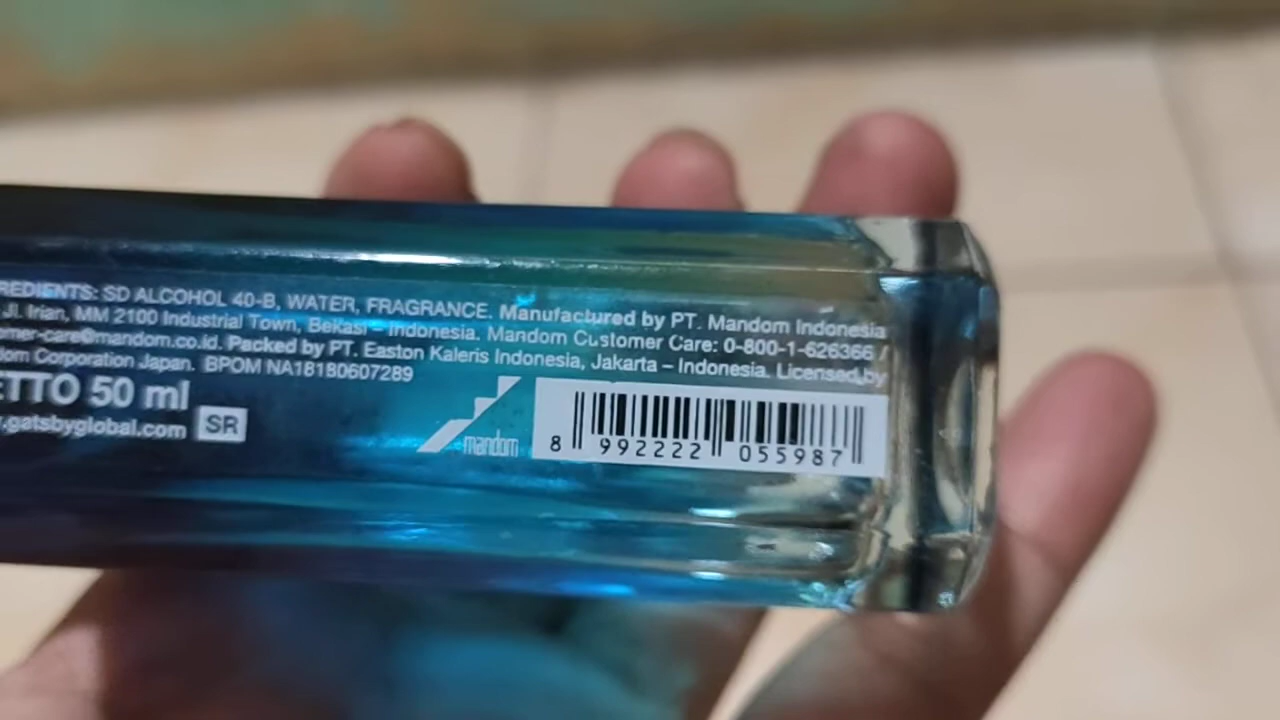 REDIENTS: SD ALCOHOL 40-B, WATER, FRAGRANCE. Manufactured by PT. Mandom Indonesia
Jl. Irian, MM 2100 Industrial Town, Bekasi – Indonesia. Mandom Customer Care: 0-800-1-626366 /
omer-care@mandom.co.id. Packed by PT. Easton Kaleris Indonesia, Jakarta – Indonesia. Licensed by
dom Corporation Japan. BPOM NA18180607289
ETTO 50 ml
.gatsbyglobal.com SR
mandom
8 992222 055987